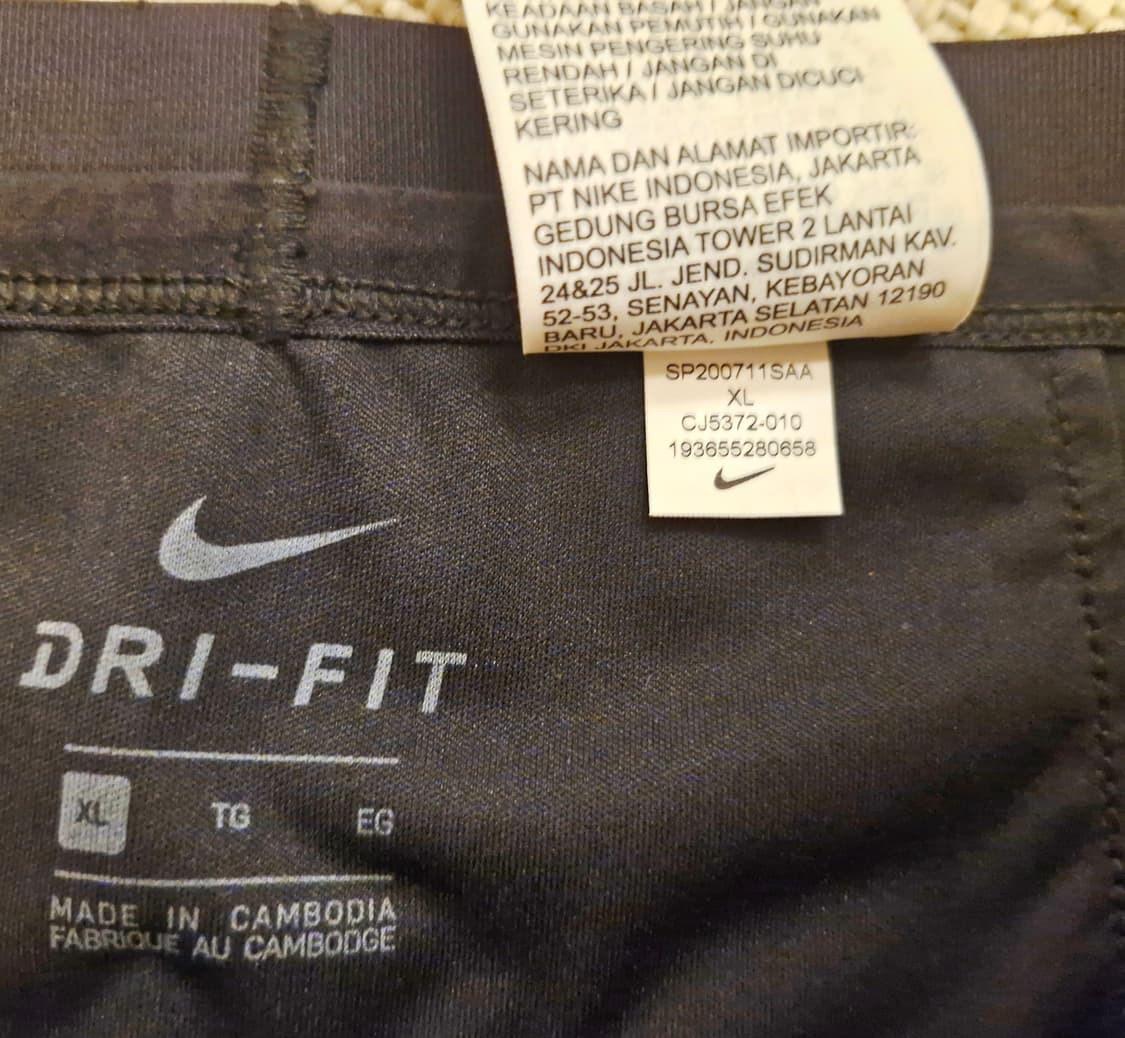 KEADAAN BASAH / JANGAN
GUNAKAN PEMUTIH / GUNAKAN
MESIN PENGERING SUHU
RENDAH / JANGAN DI
SETERIKA / JANGAN DICUCI
KERING
NAMA DAN ALAMAT IMPORTIR:
PT NIKE INDONESIA, JAKARTA
GEDUNG BURSA EFEK
INDONESIA TOWER 2 LANTAI
24&25 JL. JEND. SUDIRMAN KAV.
52-53, SENAYAN, KEBAYORAN
BARU, JAKARTA SELATAN 12190
DKI JAKARTA, INDONESIA
SP200711SAA
XL
CJ5372-010
193655280658
DRI-FIT
XL TG EG
MADE IN CAMBODIA
FABRIQUÉ AU CAMBODGE